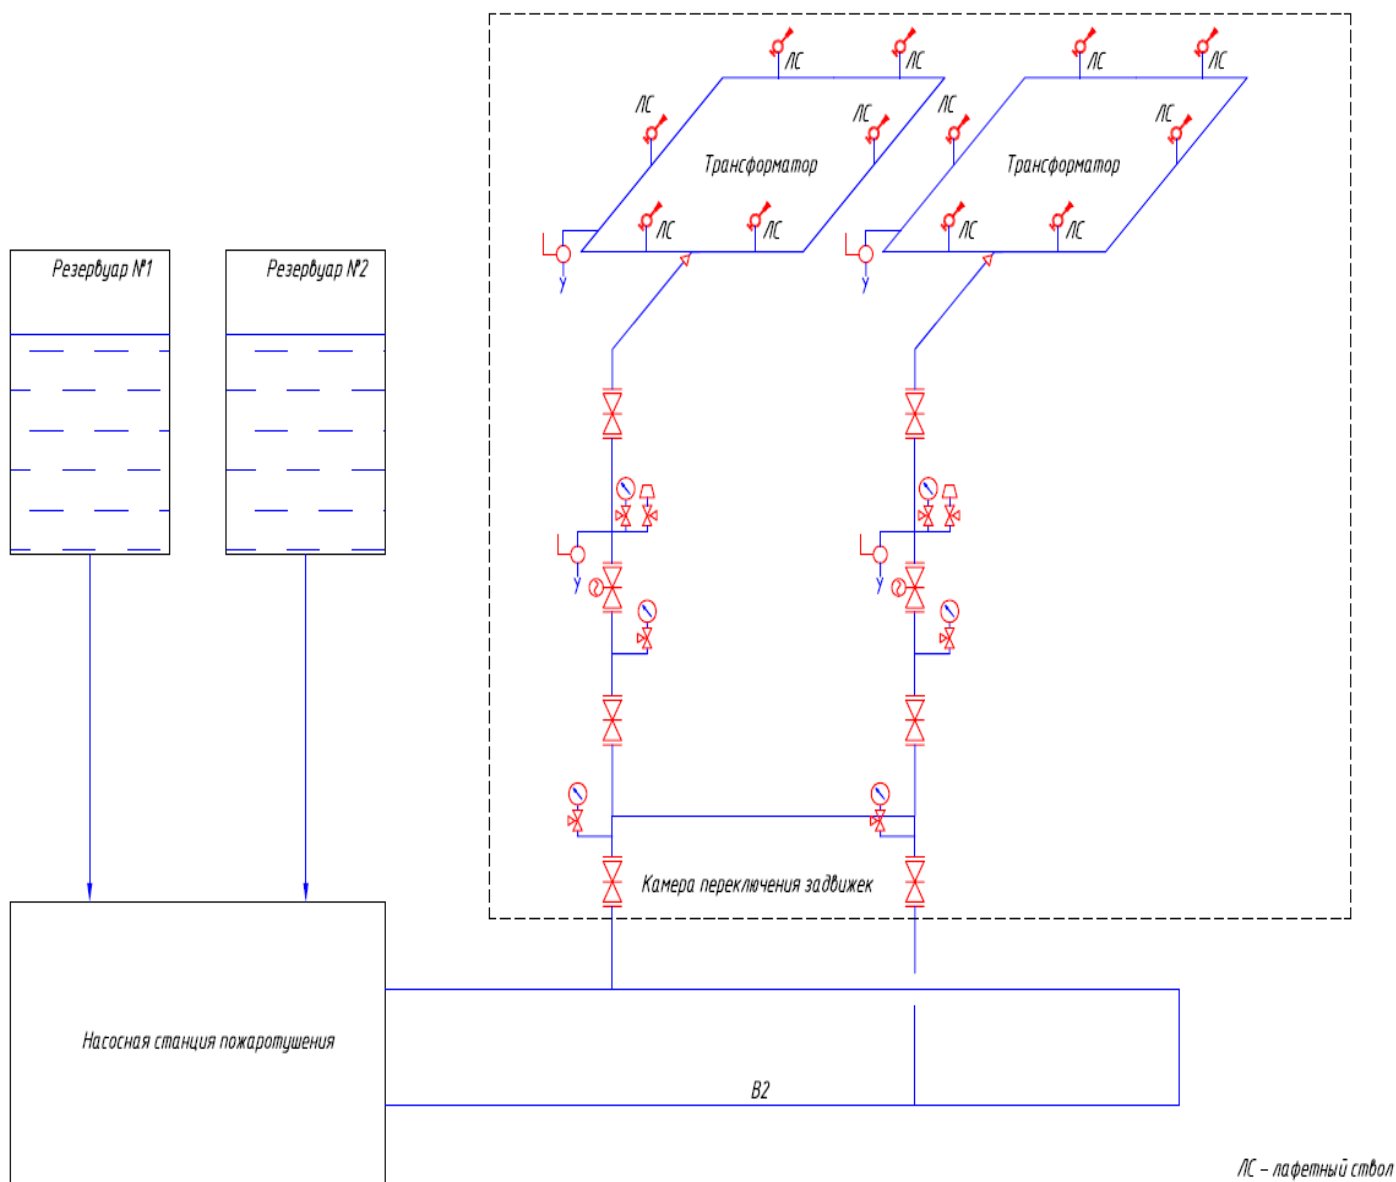 ЛС
ЛС
ЛС
ЛС
ЛС
ЛС
ЛС
ЛС
Трансформатор
Трансформатор
ЛС
ЛС
ЛС
ЛС
Резервуар №1
Резервуар №2
Камера переключения задвижек
Насосная станция пожаротушения
В2
ЛС – лафетный ствол